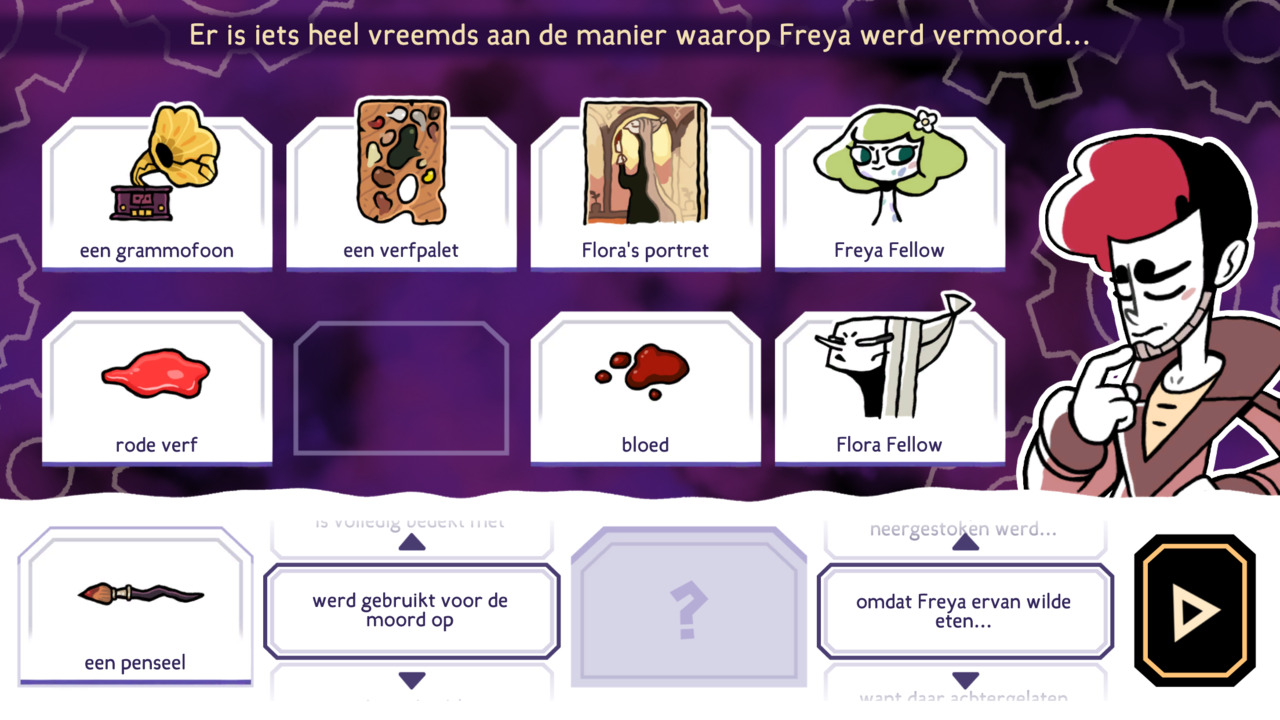 Er is iets heel vreemds aan de manier waarop Freya werd vermoord...
een grammofoon
een verfpalet
Flora's portret
Freya Fellow
rode verf
bloed
Flora Fellow
een penseel
is volledig bedekt met
werd gebruikt voor de
moord op
?
neergestoken werd...
omdat Freya ervan wilde
eten...
want daar achtergelaten